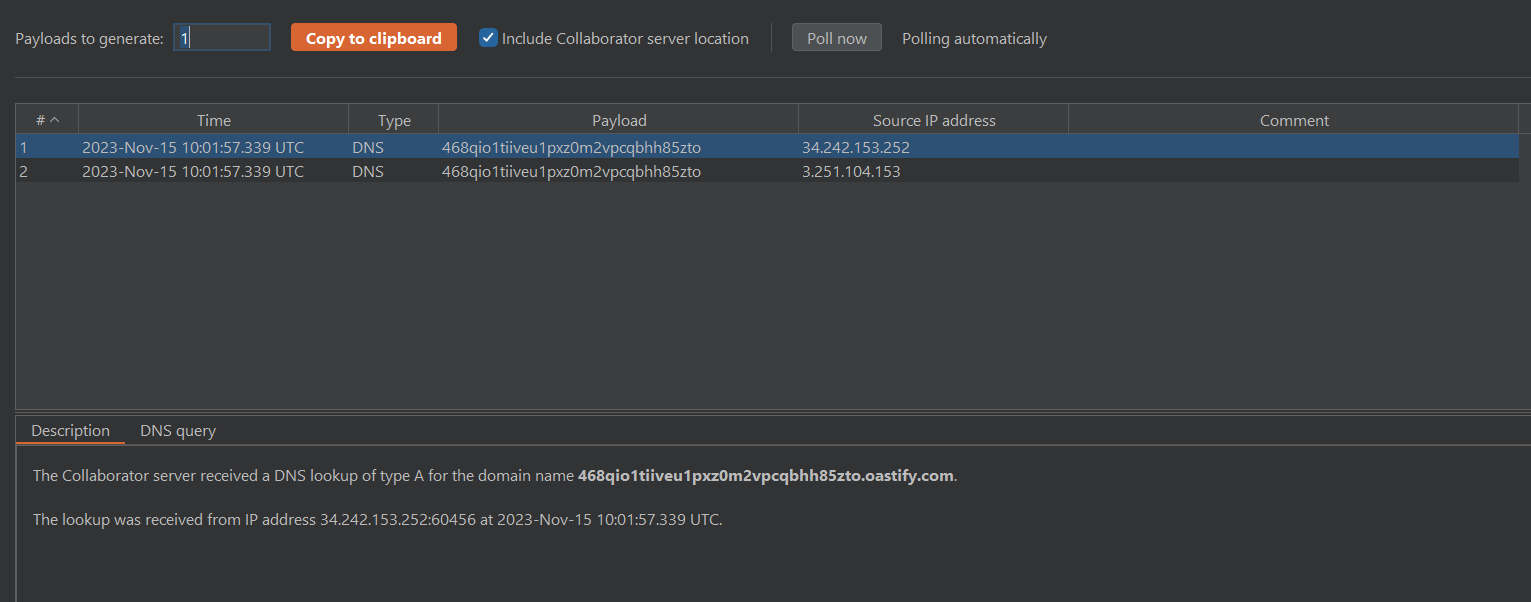 Payloads to generate: 1 Copy to clipboard Include Collaborator server location Poll now Polling automatically
# Time Type Payload Source IP address Comment
1 2023-Nov-15 10:01:57.339 UTC DNS 468qio1tiiveu1pxz0m2vpcqbhh85zto 34.242.153.252
2 2023-Nov-15 10:01:57.339 UTC DNS 468qio1tiiveu1pxz0m2vpcqbhh85zto 3.251.104.153
Description DNS query
The Collaborator server received a DNS lookup of type A for the domain name 468qio1tiiveu1pxz0m2vpcqbhh85zto.oastify.com.
The lookup was received from IP address 34.242.153.252:60456 at 2023-Nov-15 10:01:57.339 UTC.